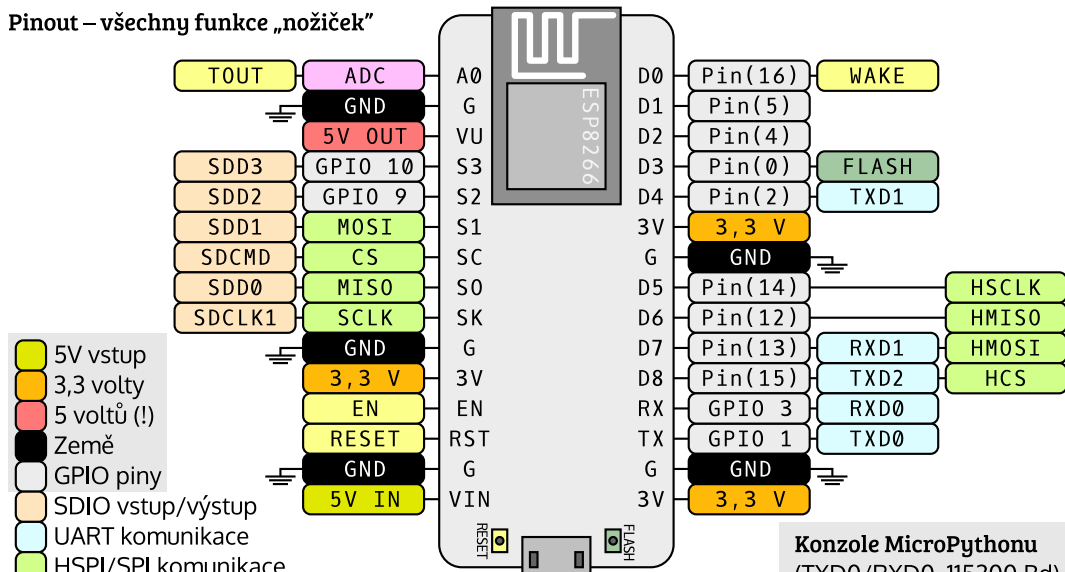 Pinout – všechny funkce „nožiček”
TOUT ADC A0 D0 Pin(16) WAKE
GND G D1 Pin(5)
5V OUT VU D2 Pin(4)
SDD3 GPIO 10 S3 D3 Pin(0) FLASH
SDD2 GPIO 9 S2 D4 Pin(2) TXD1
SDD1 MOSI S1 3V 3,3 V
SDCMD CS SC G GND
SDD0 MISO SO D5 Pin(14) HSCLK
SDCLK1 SCLK SK D6 Pin(12) HMISO
GND G D7 Pin(13) RXD1 HMOSI
3,3 V 3V D8 Pin(15) TXD2 HCS
EN EN RX GPIO 3 RXD0
RESET RST TX GPIO 1 TXD0
GND G G GND
5V IN VIN 3V 3,3 V
ESP8266
RESET
FLASH
5V vstup
3,3 volty
5 voltů (!)
Země
GPIO piny
SDIO vstup/výstup
UART komunikace
HSPI/SPI komunikace
Konzole MicroPythonu
(TXD0/RXD0, 115200 Bd)